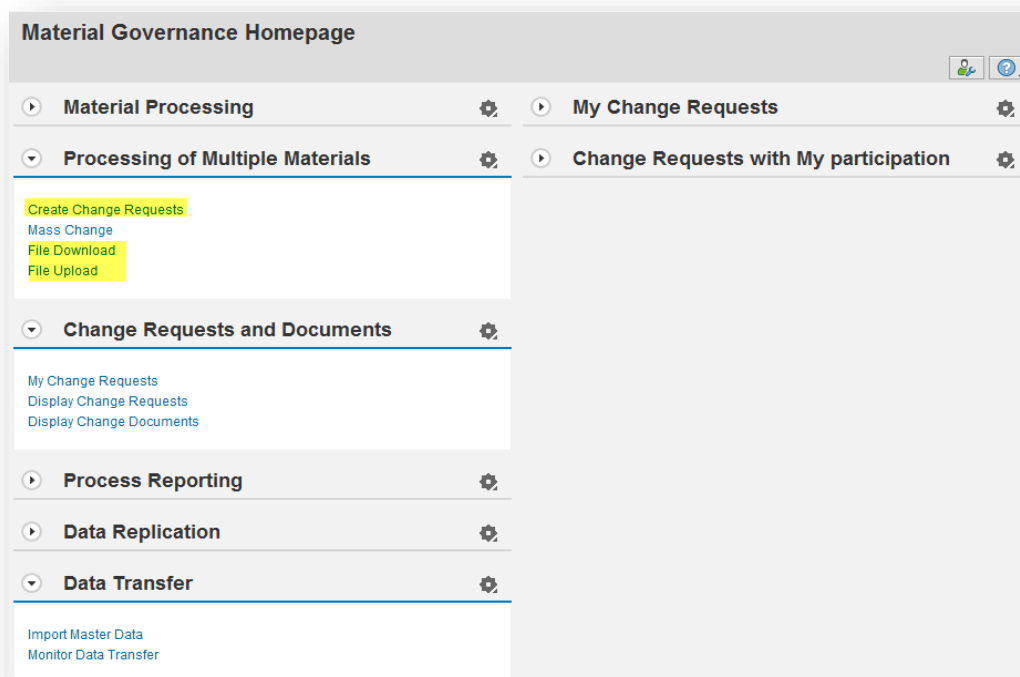 Material Governance Homepage
Material Processing
Processing of Multiple Materials
Create Change Requests
Mass Change
File Download
File Upload
Change Requests and Documents
My Change Requests
Display Change Requests
Display Change Documents
Process Reporting
Data Replication
Data Transfer
Import Master Data
Monitor Data Transfer
My Change Requests
Change Requests with My participation